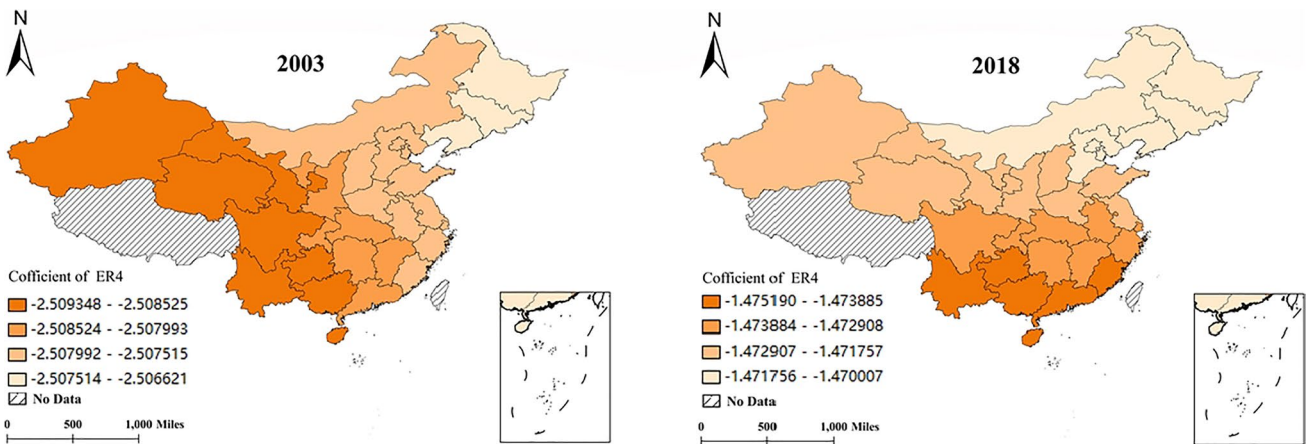 N
2003
Cofficient of ER4
-2.509348 - -2.508525
-2.508524 - -2.507993
-2.507992 - -2.507515
-2.507514 - -2.506621
No Data
0 500 1,000 Miles
N
2018
Cofficient of ER4
-1.475190 - -1.473885
-1.473884 - -1.472908
-1.472907 - -1.471757
-1.471756 - -1.470007
No Data
0 500 1,000 Miles